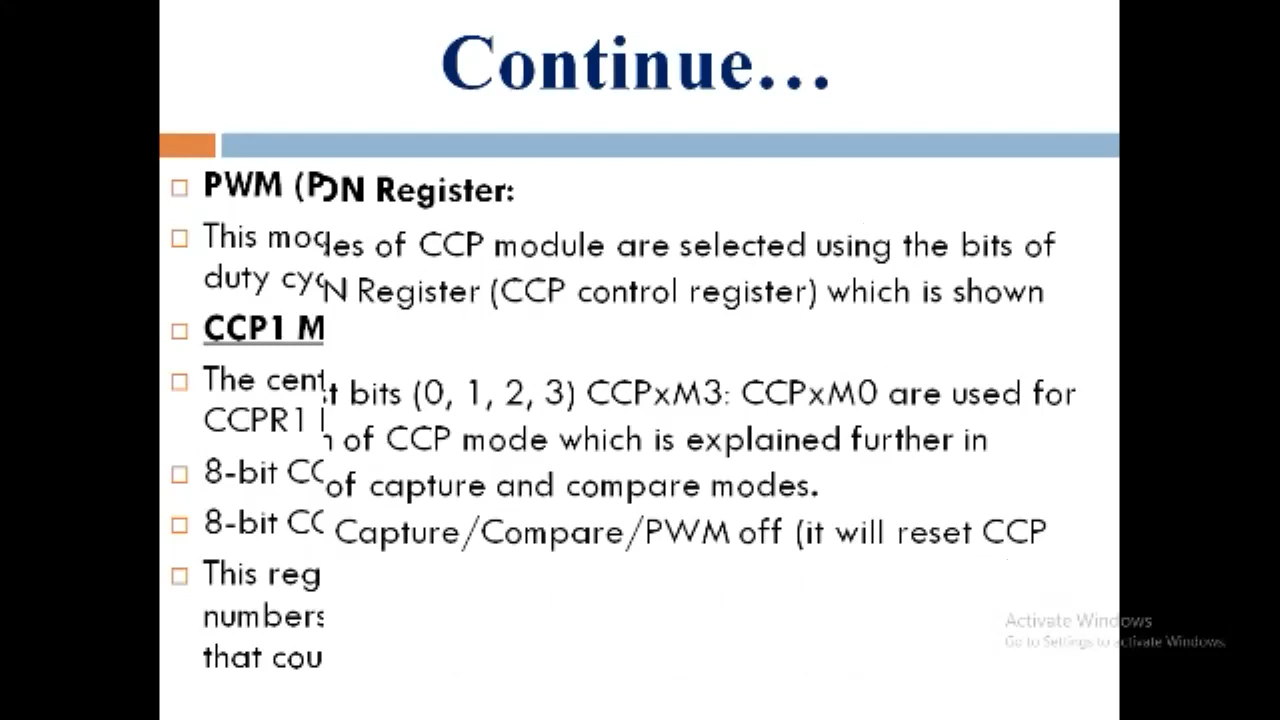 Continue...
PWM (P ON Register:
This mod les of CCP module are selected using the bits of
duty cyc N Register (CCP control register) which is shown
CCP1 M
The cent t bits (0, 1, 2, 3) CCPxM3: CCPxM0 are used for
CCPR1 n of CCP mode which is explained further in
8-bit CC of capture and compare modes.
8-bit CC Capture/Compare/PWM off (it will reset CCP
This reg
numbers
that cou
Activate Windows
Go to Settings to activate Windows.